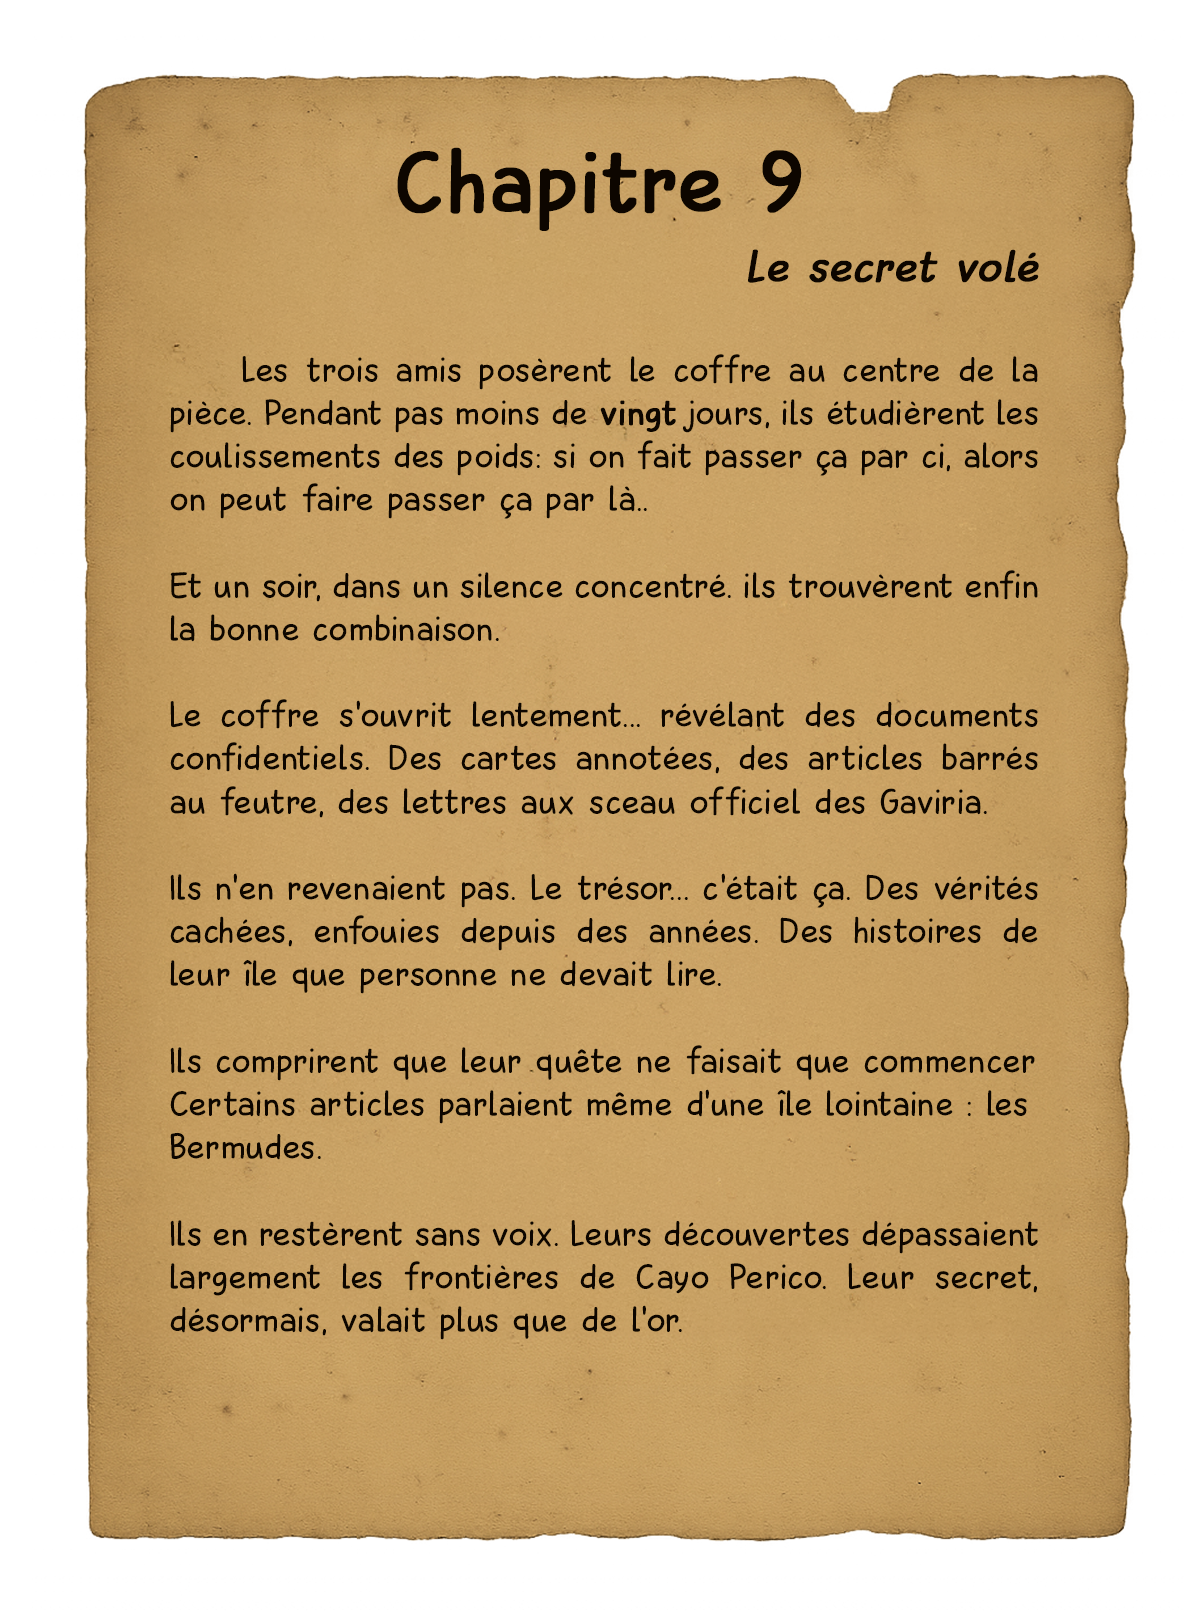 Chapitre 9
Le secret volé
Les trois amis posèrent le coffre au centre de la
pièce. Pendant pas moins de vingt jours, ils étudièrent les
coulissements des poids: si on fait passer ça par ci, alors
on peut faire passer ça par là..
Et un soir, dans un silence concentré. ils trouvèrent enfin
la bonne combinaison.
Le coffre s'ouvrit lentement... révélant des documents
confidentiels. Des cartes annotées, des articles barrés
au feutre, des lettres aux sceau officiel des Gaviria.
Ils n'en revenaient pas. Le trésor... c'était ça. Des vérités
cachées, enfouies depuis des années. Des histoires de
leur île que personne ne devait lire.
Ils comprirent que leur quête ne faisait que commencer
Certains articles parlaient même d'une île lointaine : les
Bermudes.
Ils en restèrent sans voix. Leurs découvertes dépassaient
largement les frontières de Cayo Perico. Leur secret,
désormais, valait plus que de l'or.